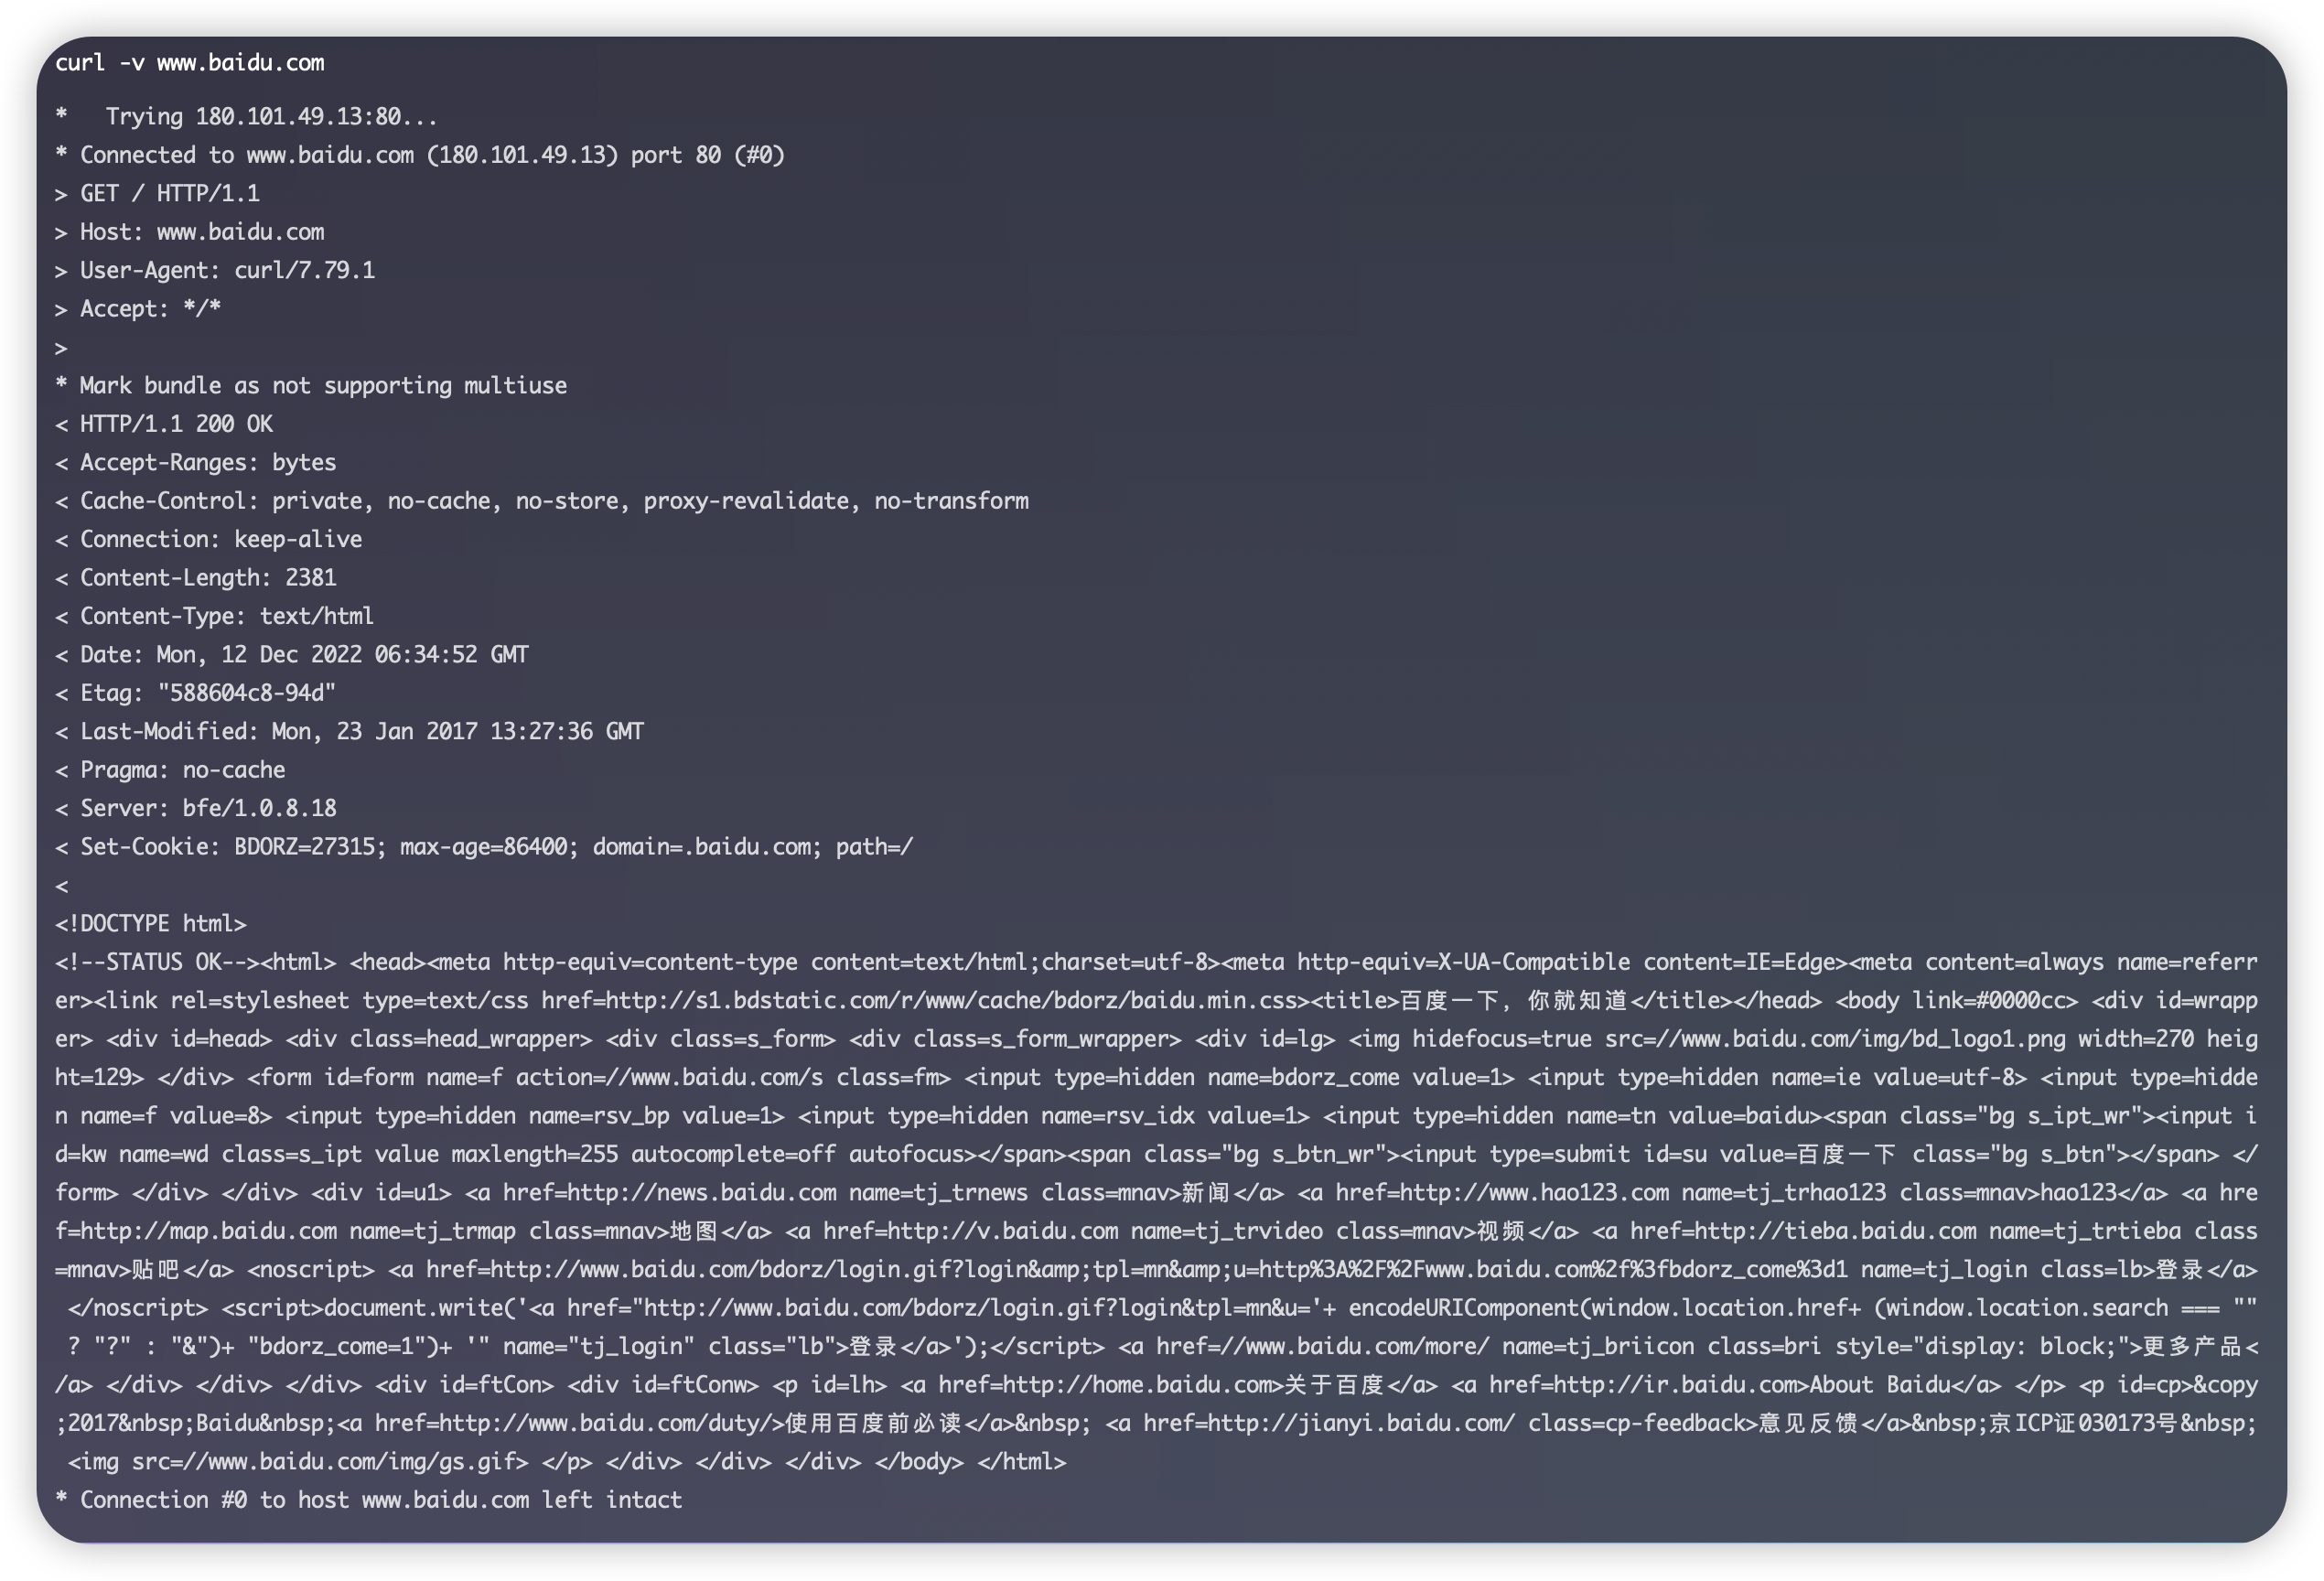 curl -v www.baidu.com
*   Trying 180.101.49.13:80...
* Connected to www.baidu.com (180.101.49.13) port 80 (#0)
> GET / HTTP/1.1
> Host: www.baidu.com
> User-Agent: curl/7.79.1
> Accept: */*
>
* Mark bundle as not supporting multiuse
< HTTP/1.1 200 OK
< Accept-Ranges: bytes
< Cache-Control: private, no-cache, no-store, proxy-revalidate, no-transform
< Connection: keep-alive
< Content-Length: 2381
< Content-Type: text/html
< Date: Mon, 12 Dec 2022 06:34:52 GMT
< Etag: "588604c8-94d"
< Last-Modified: Mon, 23 Jan 2017 13:27:36 GMT
< Pragma: no-cache
< Server: bfe/1.0.8.18
< Set-Cookie: BDORZ=27315; max-age=86400; domain=.baidu.com; path=/
<
<!DOCTYPE html>
<!--STATUS OK--><html> <head><meta http-equiv=content-type content=text/html;charset=utf-8><meta http-equiv=X-UA-Compatible content=IE=Edge><meta content=always name=referr
er><link rel=stylesheet type=text/css href=http://s1.bdstatic.com/r/www/cache/bdorz/baidu.min.css><title>百度一下，你就知道</title></head> <body link=#0000cc> <div id=wrapp
er> <div id=head> <div class=head_wrapper> <div class=s_form> <div class=s_form_wrapper> <div id=lg> <img hidefocus=true src=//www.baidu.com/img/bd_logo1.png width=270 heig
ht=129> </div> <form id=form name=f action=//www.baidu.com/s class=fm> <input type=hidden name=bdorz_come value=1> <input type=hidden name=ie value=utf-8> <input type=hidde
n name=f value=8> <input type=hidden name=rsv_bp value=1> <input type=hidden name=rsv_idx value=1> <input type=hidden name=tn value=baidu><span class="bg s_ipt_wr"><input i
d=kw name=wd class=s_ipt value maxlength=255 autocomplete=off autofocus></span><span class="bg s_btn_wr"><input type=submit id=su value=百度一下 class="bg s_btn"></span> </
form> </div> </div> <div id=u1> <a href=http://news.baidu.com name=tj_trnews class=mnav>新闻</a> <a href=http://www.hao123.com name=tj_trhao123 class=mnav>hao123</a> <a hre
f=http://map.baidu.com name=tj_trmap class=mnav>地图</a> <a href=http://v.baidu.com name=tj_trvideo class=mnav>视频</a> <a href=http://tieba.baidu.com name=tj_trtieba class
=mnav>贴吧</a> <noscript> <a href=http://www.baidu.com/bdorz/login.gif?login&amp;tpl=mn&amp;u=http%3A%2F%2Fwww.baidu.com%2f%3fbdorz_come%3d1 name=tj_login class=lb>登录</a>
 </noscript> <script>document.write('<a href="http://www.baidu.com/bdorz/login.gif?login&tpl=mn&u='+ encodeURIComponent(window.location.href+ (window.location.search === ""
 ? "?" : "&")+ "bdorz_come=1")+ '" name="tj_login" class="lb">登录</a>');</script> <a href=//www.baidu.com/more/ name=tj_briicon class=bri style="display: block;">更多产品<
/a> </div> </div> </div> <div id=ftCon> <div id=ftConw> <p id=lh> <a href=http://home.baidu.com>关于百度</a> <a href=http://ir.baidu.com>About Baidu</a> </p> <p id=cp>&copy
;2017&nbsp;Baidu&nbsp;<a href=http://www.baidu.com/duty/>使用百度前必读</a>&nbsp; <a href=http://jianyi.baidu.com/ class=cp-feedback>意见反馈</a>&nbsp;京ICP证030173号&nbsp;
 <img src=//www.baidu.com/img/gs.gif> </p> </div> </div> </div> </body> </html>
* Connection #0 to host www.baidu.com left intact